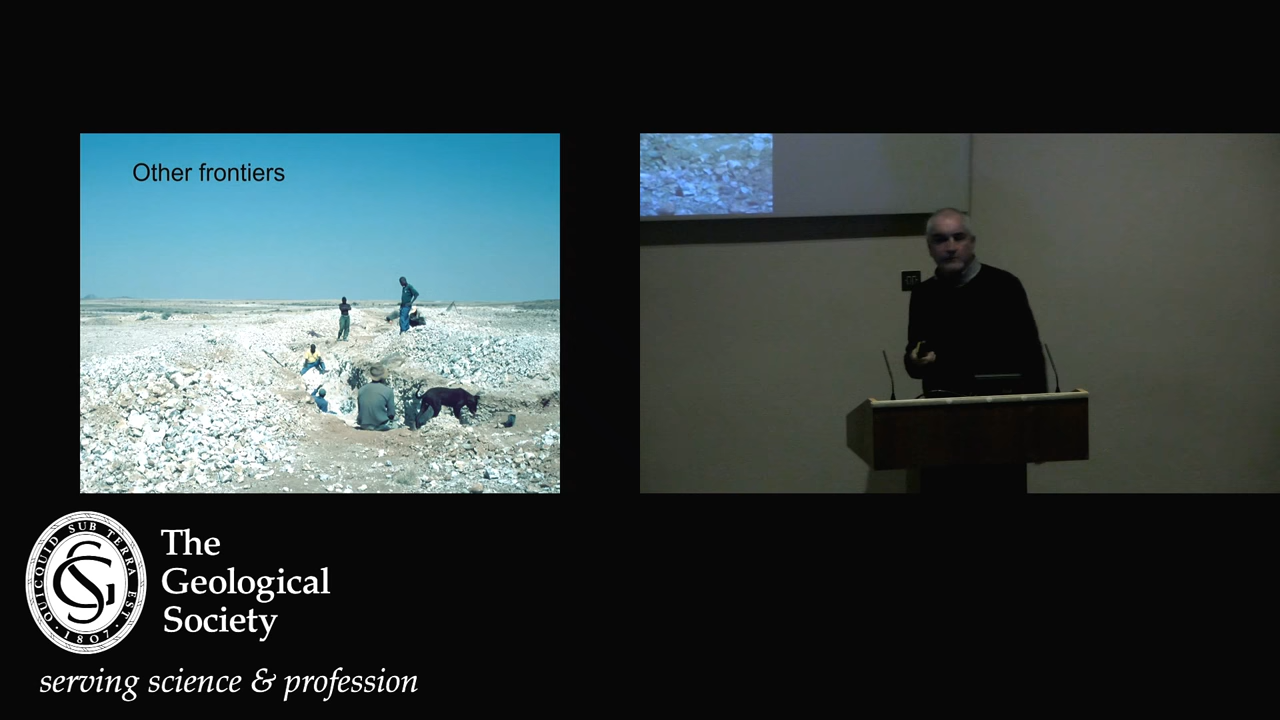 Other frontiers
QUICQUID SUB TERRA EST
· 1807 ·
The
Geological
Society
serving science & profession